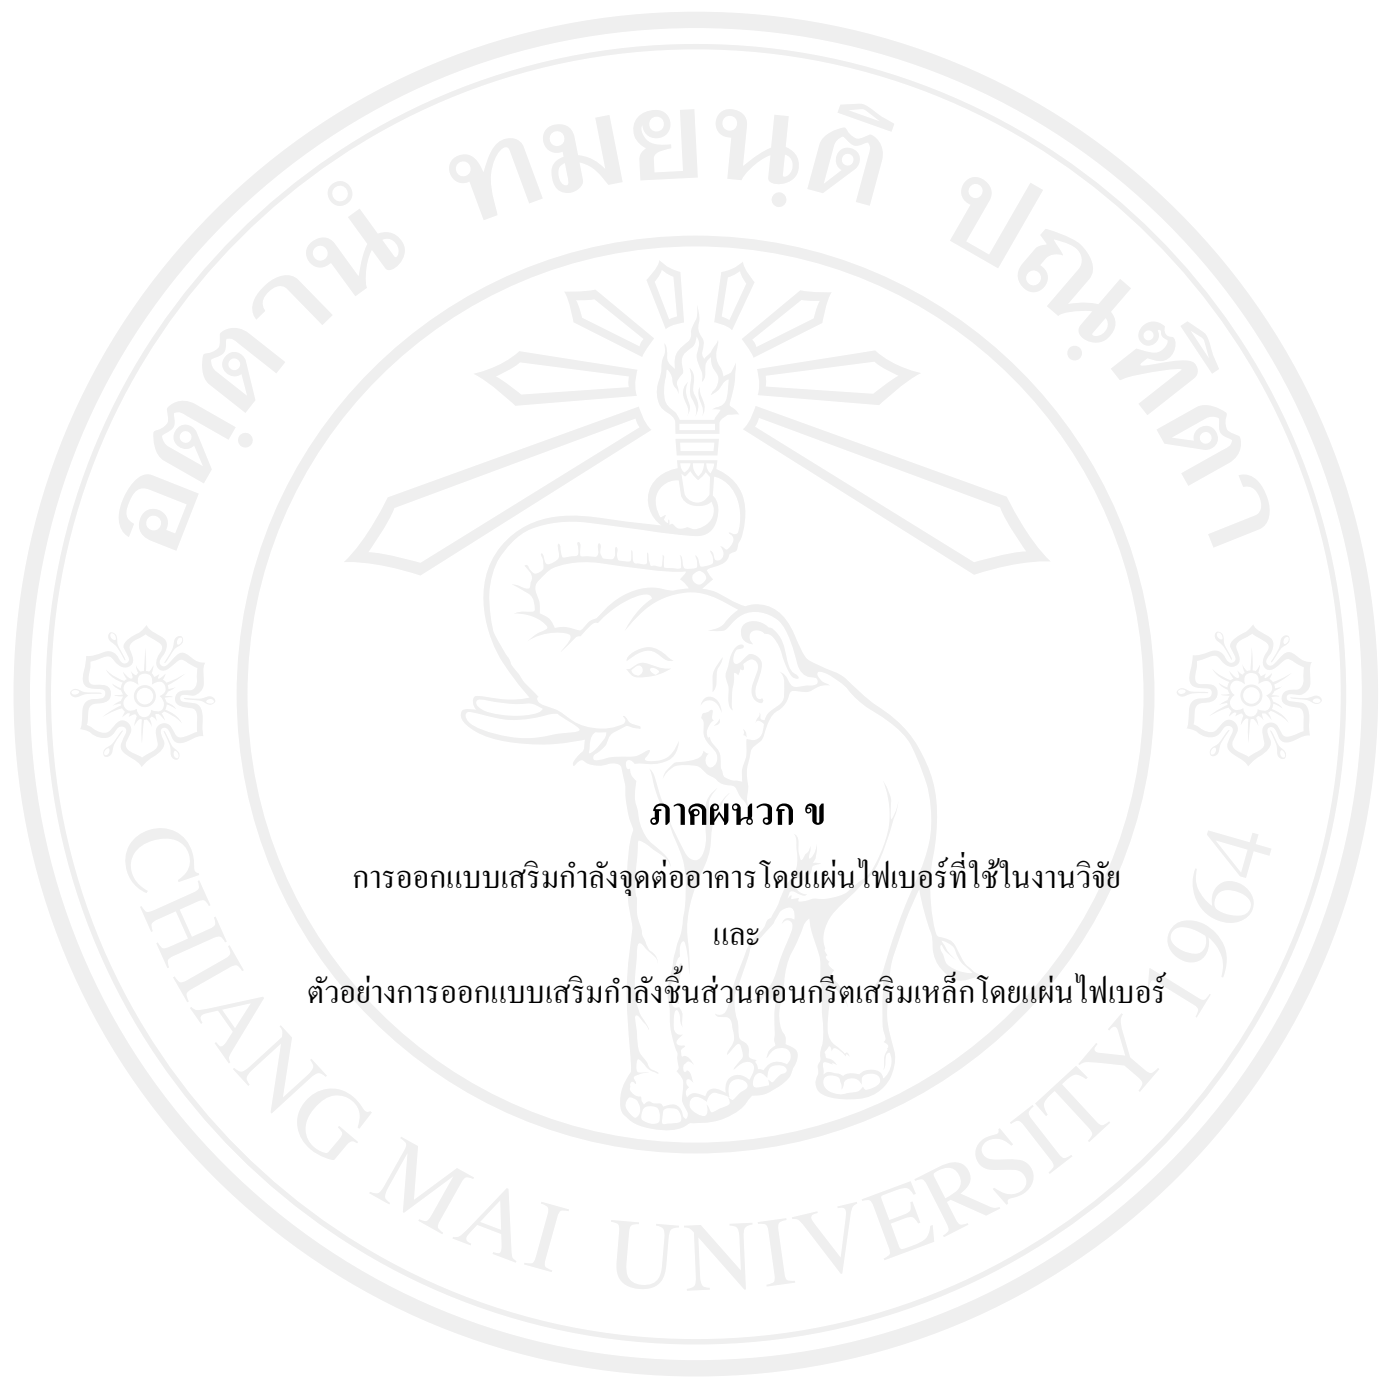 อตฺตานํ ทมยนฺติ ปณฺฑิตา
ภาคผนวก ข
การออกแบบเสริมกำลังจุดต่ออาคารโดยแผ่นไฟเบอร์ที่ใช้ในงานวิจัย
และ
ตัวอย่างการออกแบบเสริมกำลังชิ้นส่วนคอนกรีตเสริมเหล็กโดยแผ่นไฟเบอร์
CHIANG MAI UNIVERSITY 1964